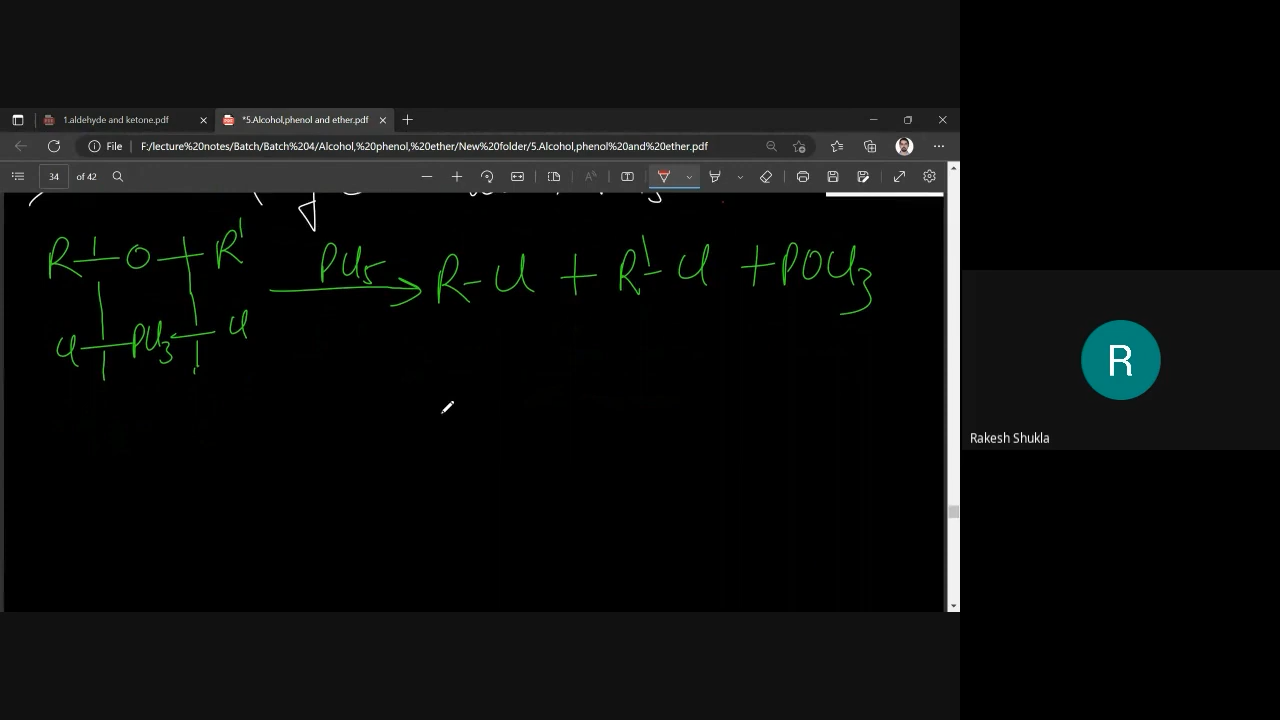 1.aldehyde and ketone.pdf
*5.Alcohol,phenol and ether.pdf
File
F:/lecture%20notes/Batch/Batch%204/Alcohol,%20phenol,%20ether/New%20folder/5.Alcohol,phenol%20and%20ether.pdf
34 of 42
R-O-R' PCl5 R-Cl + R'-Cl + POCl3
Cl-PCl3-Cl
R
Rakesh Shukla